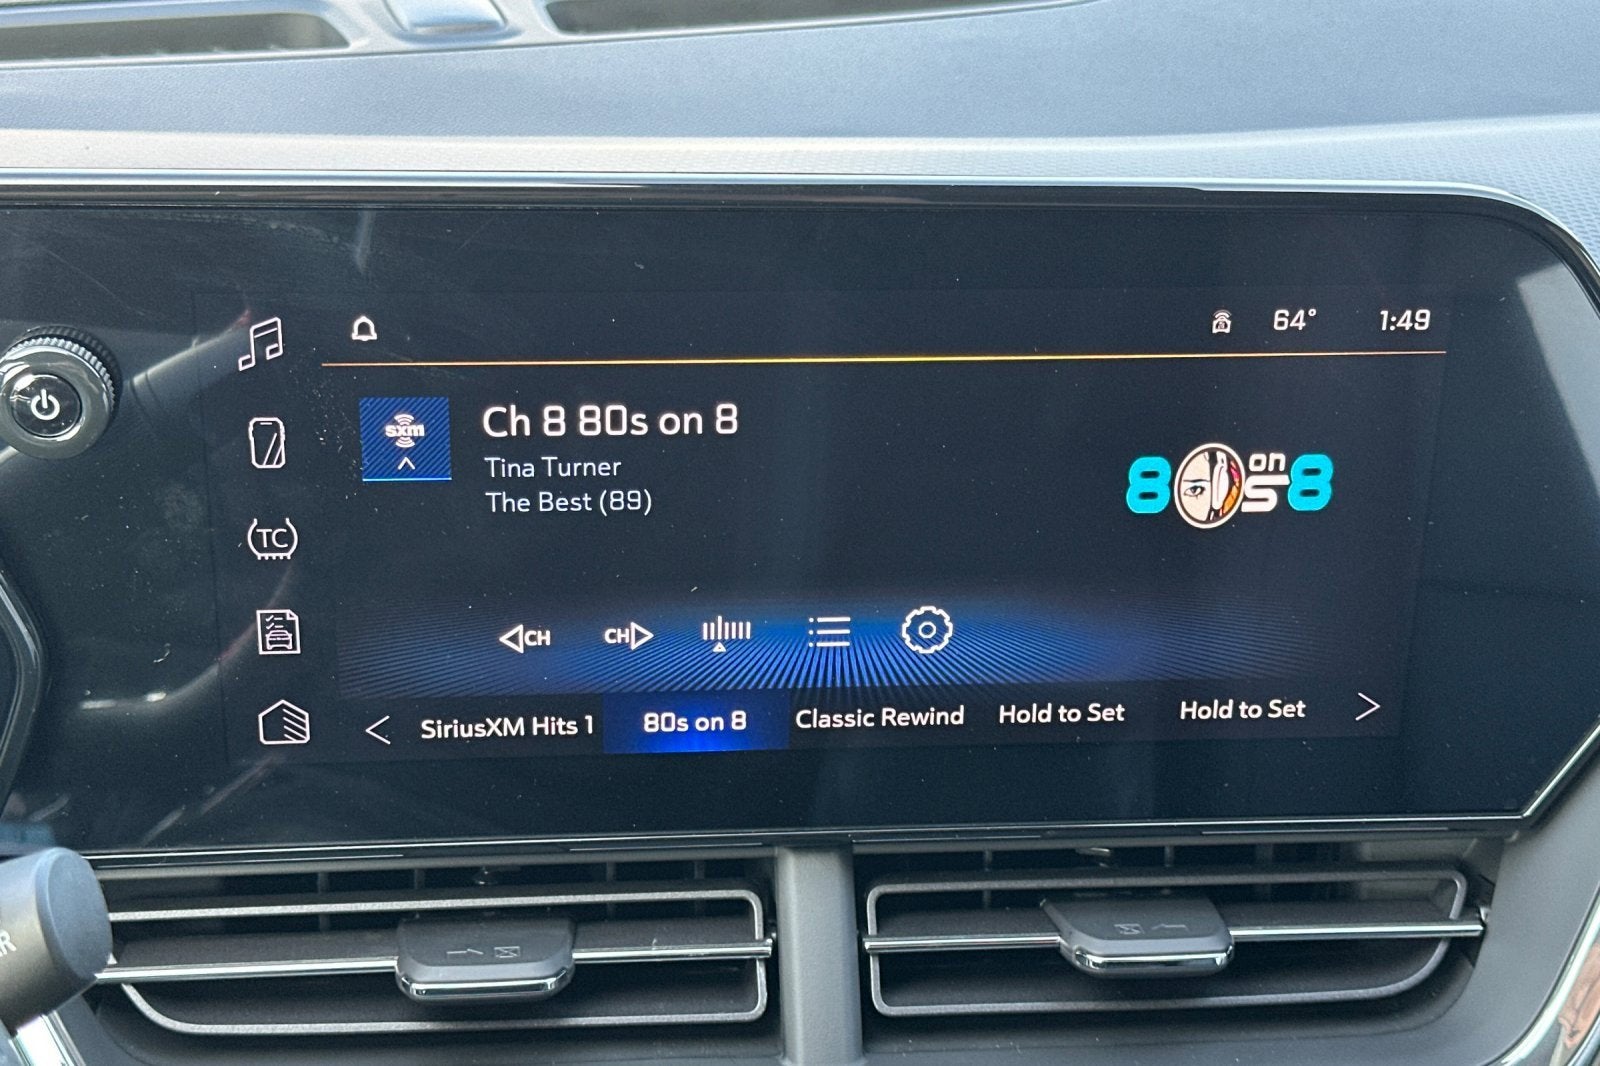 64° 1:49
sxm
Ch 8 80s on 8
Tina Turner
The Best (89)
80s on 8
TC
CH CH
SiriusXM Hits 1 80s on 8 Classic Rewind Hold to Set Hold to Set